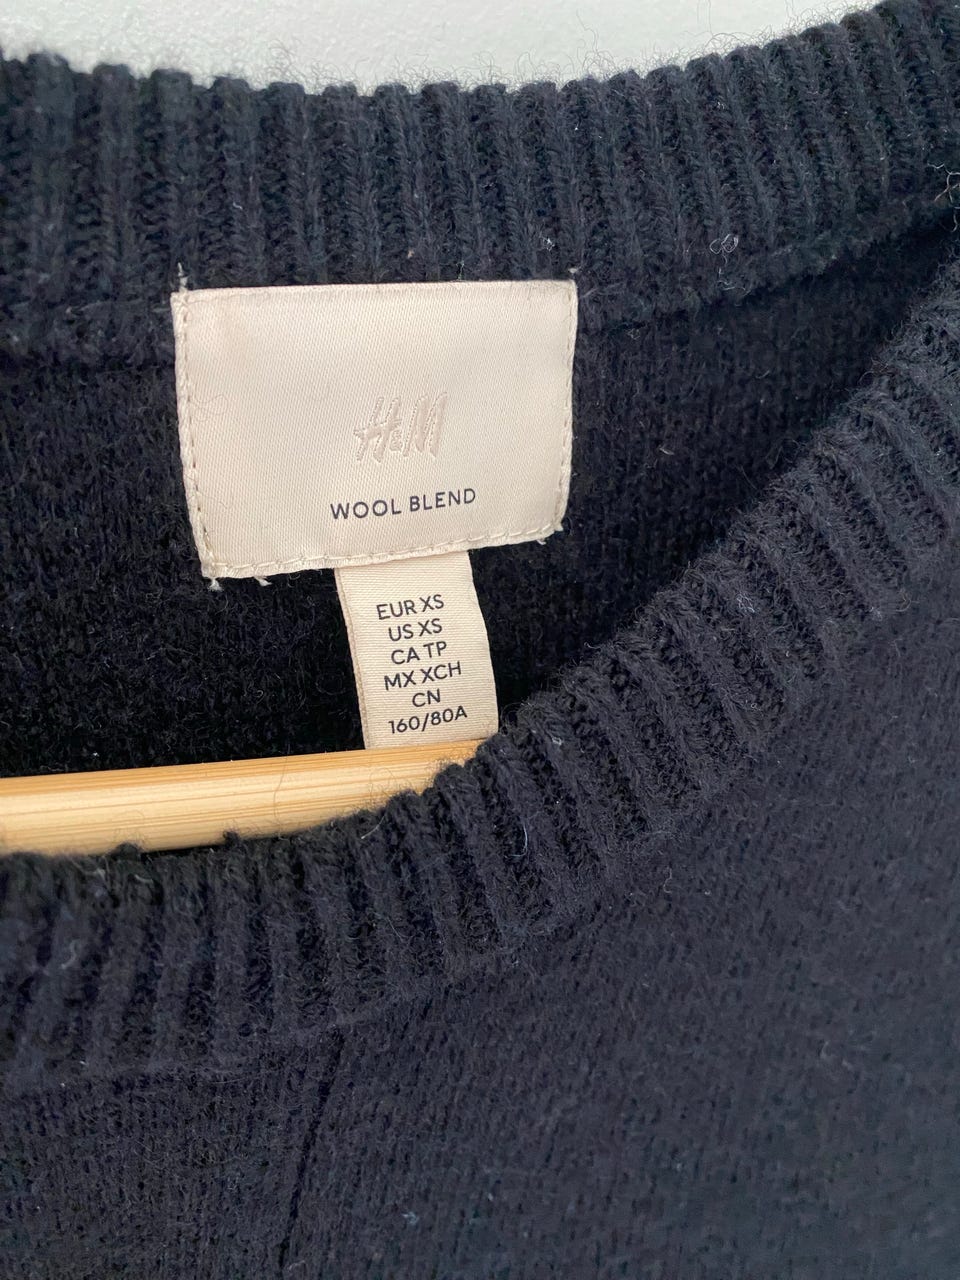 H&M
WOOL BLEND
EUR XS
US XS
CA TP
MX XCH
CN
160/80A